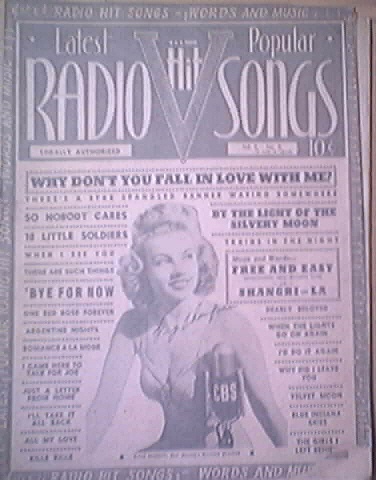 RADIO HIT SONGS - WORDS AND MUSIC
Latest Popular
RADIO Hit SONGS
10¢
LEGALLY AUTHORIZED
WHY DON'T YOU FALL IN LOVE WITH ME?
THERE'S A STAR SPANGLED BANNER WAVING SOMEWHERE
SO NOBODY CARES
18 LITTLE SOLDIERS
WHEN I SEE YOU
THERE ARE SUCH THINGS
'BYE FOR NOW
ONE RED ROSE FOREVER
ARGENTINE NIGHTS
ROMANCE A LA MODE
I CAME HERE TO
TALK FOR JOE
JUST A LETTER
FROM HOME
I'LL TAKE IT
ALL BACK
ALL MY LOVE
KILLE KILLE
BY THE LIGHT OF THE
SILVERY MOON
TRAINS IN THE NIGHT
Music and Words
FREE AND EASY
SHANGRI-LA
DEARLY BELOVED
WHEN THE LIGHTS
GO ON AGAIN
I'D DO IT AGAIN
WHY DID I LEAVE
YOU
VELVET MOON
BLUE INDIANA
SKIES
THE GIRLS I
LEFT
CBS
RADIO HIT SONGS - WORDS AND MUSIC